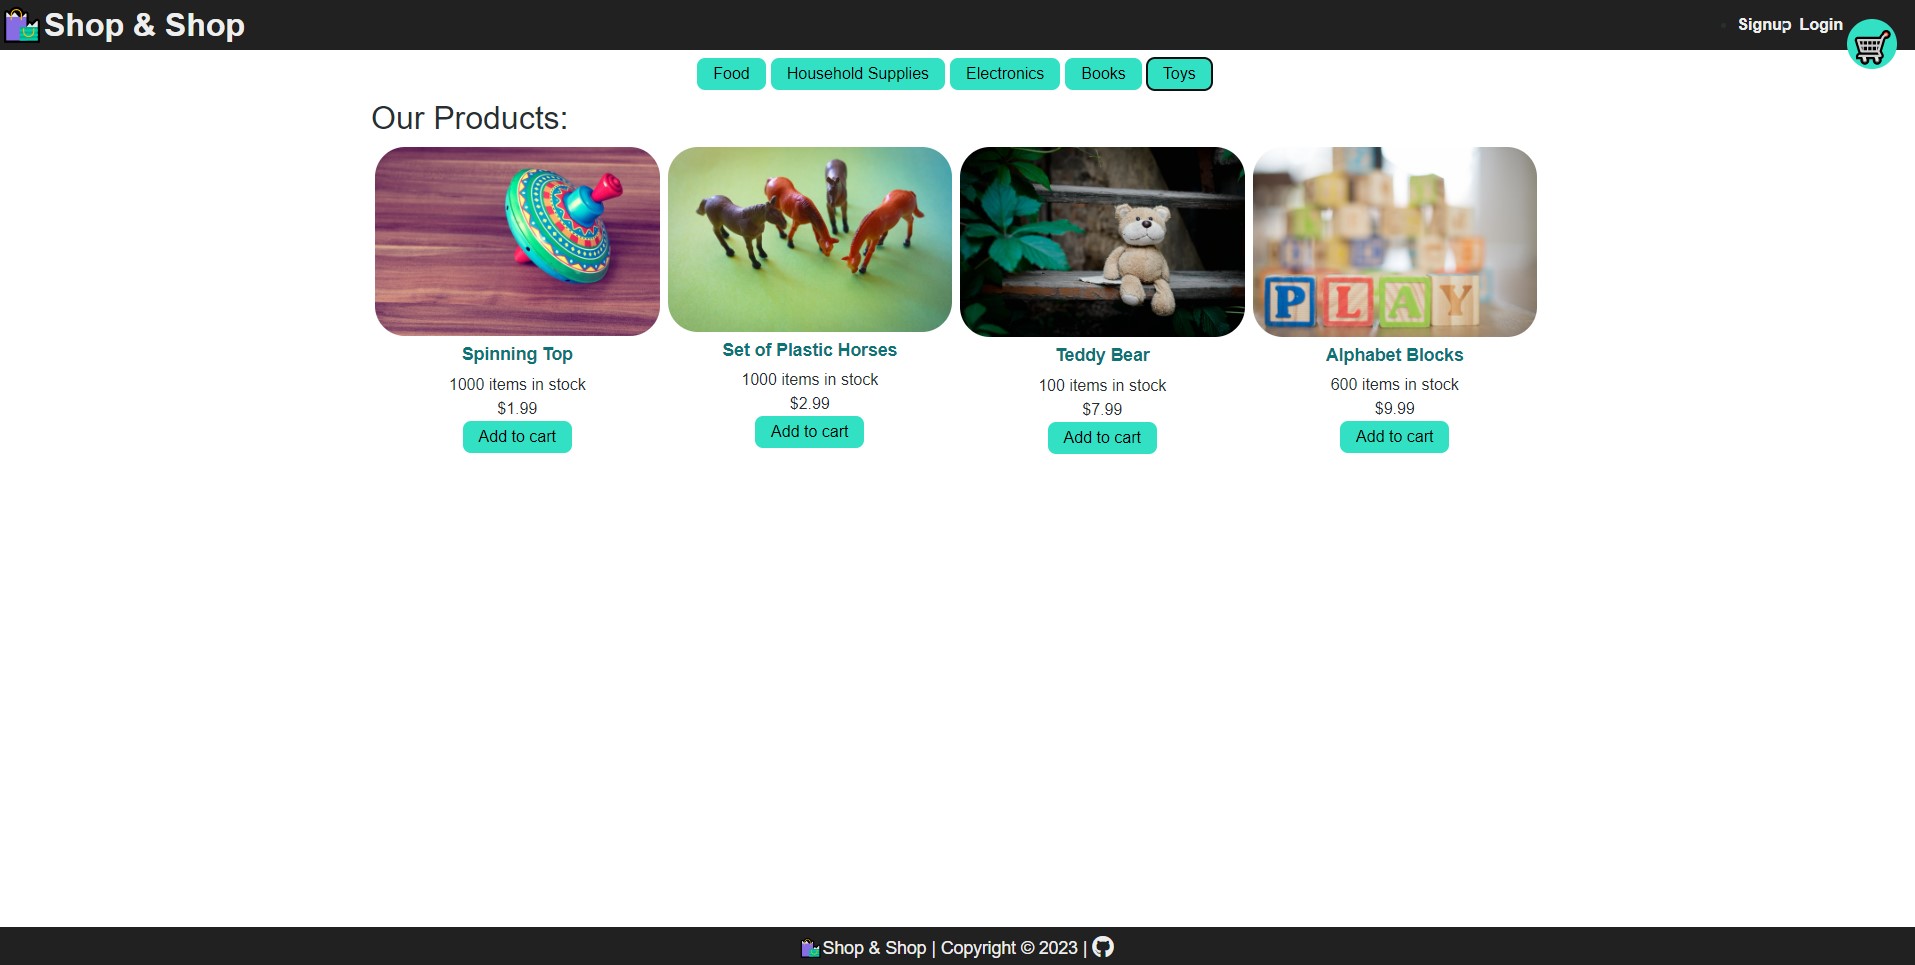 Shop & Shop
Signup Login
Food Household Supplies Electronics Books Toys
Our Products:
PLAY
Spinning Top
1000 items in stock
$1.99
Add to cart
Set of Plastic Horses
1000 items in stock
$2.99
Add to cart
Teddy Bear
100 items in stock
$7.99
Add to cart
Alphabet Blocks
600 items in stock
$9.99
Add to cart
Shop & Shop | Copyright © 2023 |